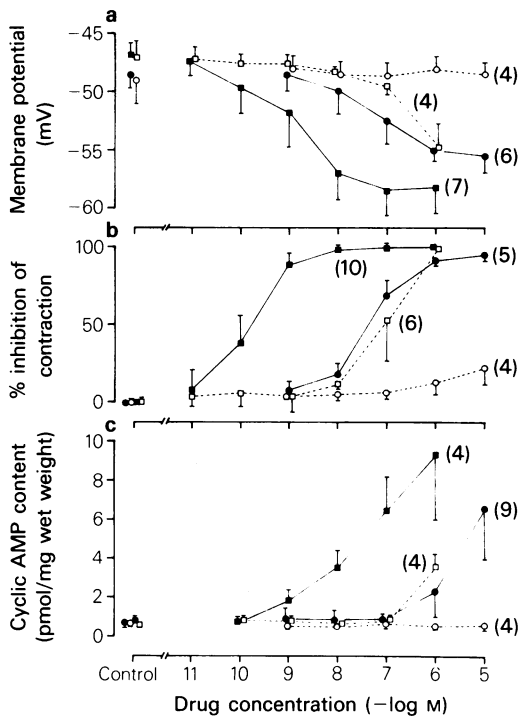 a
−45
−50
−55
−60
Membrane potential
(mV)
(4)
(4)
(6)
(7)
b
100
50
0
% inhibition of
contraction
(5)
(10)
(6)
(4)
c
10
8
6
4
2
0
Cyclic AMP content
(pmol/mg wet weight)
(4)
(9)
(4)
(4)
Control 11 10 9 8 7 6 5
Drug concentration (−log M)